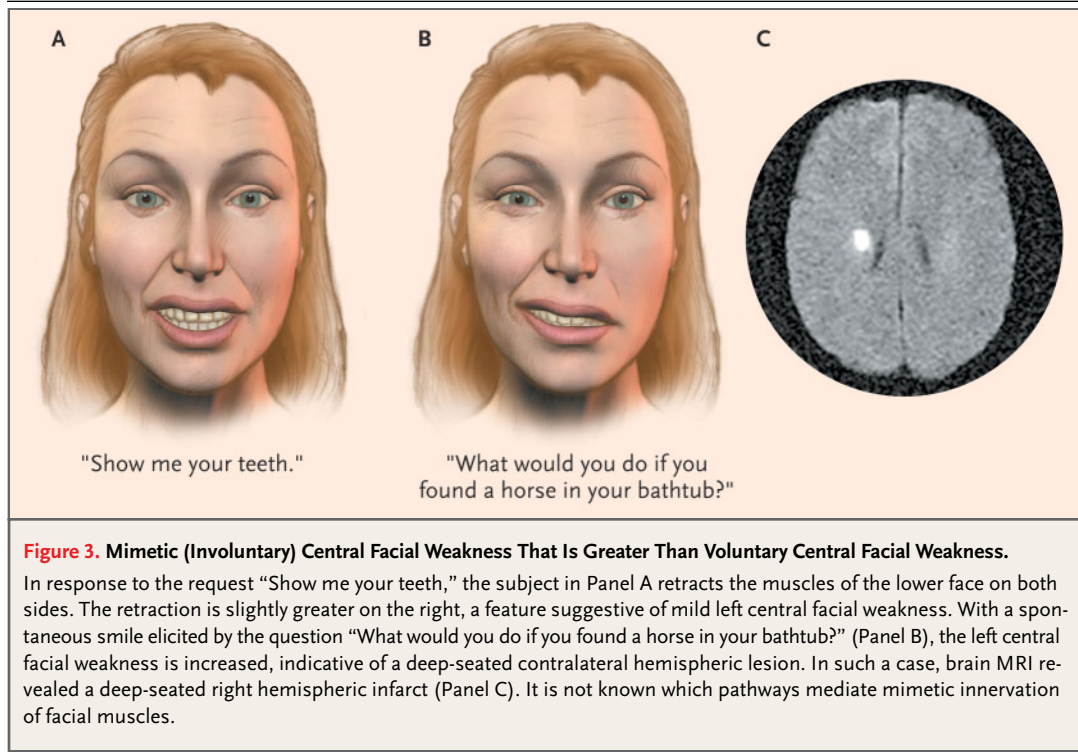 A
B
C
"Show me your teeth."
"What would you do if you
found a horse in your bathtub?"
Figure 3. Mimetic (Involuntary) Central Facial Weakness That Is Greater Than Voluntary Central Facial Weakness.
In response to the request “Show me your teeth,” the subject in Panel A retracts the muscles of the lower face on both
sides. The retraction is slightly greater on the right, a feature suggestive of mild left central facial weakness. With a spon-
taneous smile elicited by the question “What would you do if you found a horse in your bathtub?” (Panel B), the left central
facial weakness is increased, indicative of a deep-seated contralateral hemispheric lesion. In such a case, brain MRI re-
vealed a deep-seated right hemispheric infarct (Panel C). It is not known which pathways mediate mimetic innervation
of facial muscles.